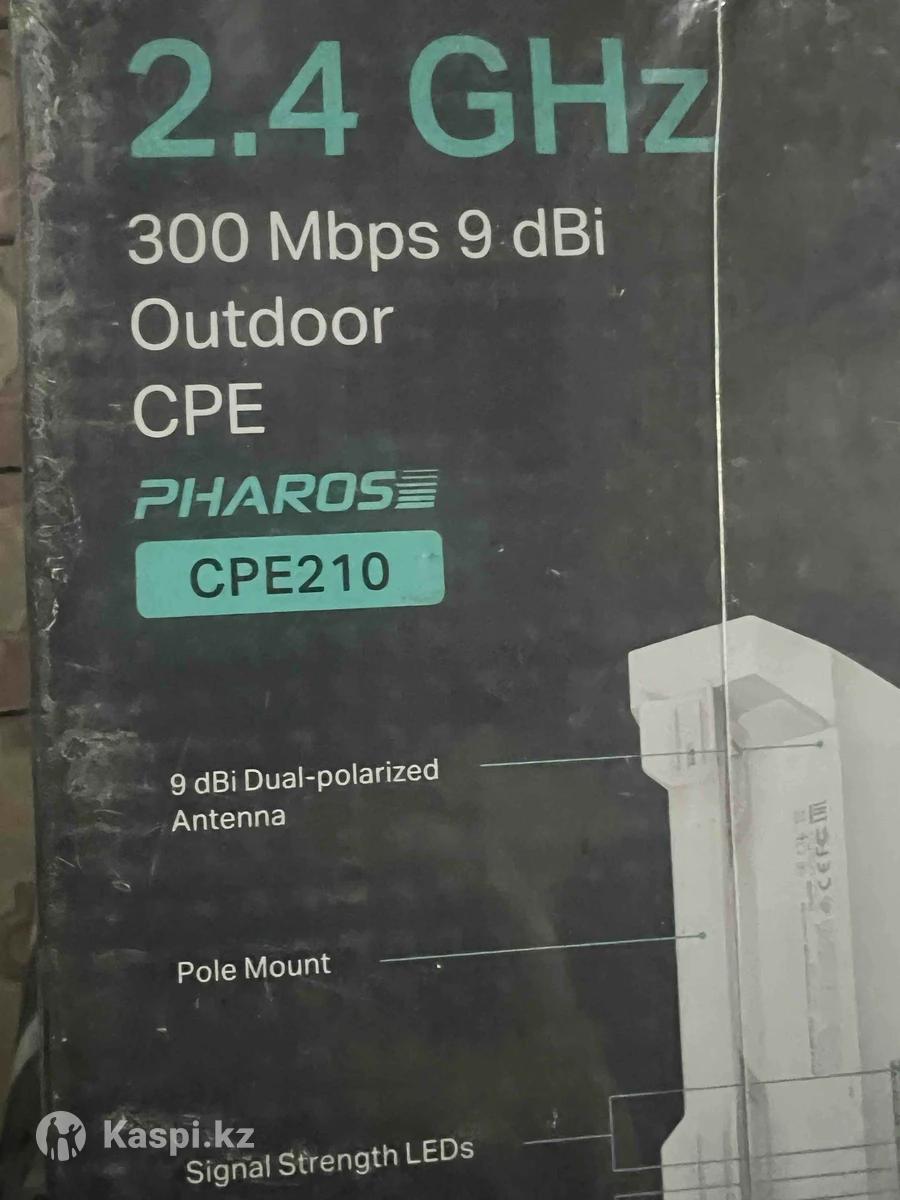 2.4 GHz
300 Mbps 9 dBi
Outdoor
CPE
PHAROS
CPE210
9 dBi Dual-polarized
Antenna
Pole Mount
Signal Strength LEDs
Kaspi.kz